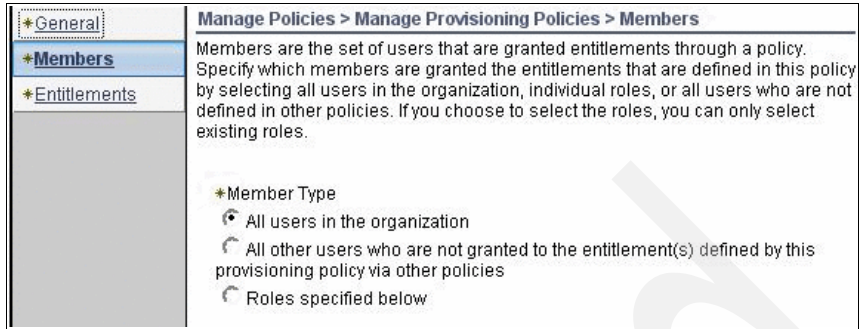 *General
*Members
*Entitlements
Manage Policies > Manage Provisioning Policies > Members
Members are the set of users that are granted entitlements through a policy.
Specify which members are granted the entitlements that are defined in this policy
by selecting all users in the organization, individual roles, or all users who are not
defined in other policies. If you choose to select the roles, you can only select
existing roles.
*Member Type
All users in the organization
All other users who are not granted to the entitlement(s) defined by this
provisioning policy via other policies
Roles specified below